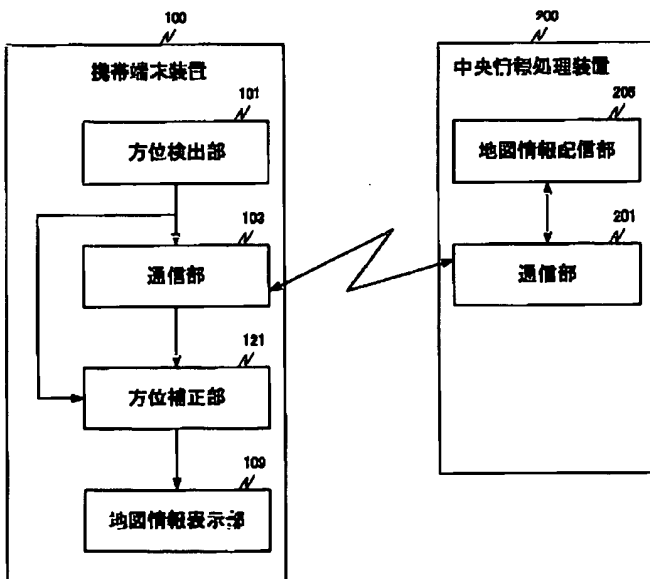 100
携帯端末装置
101
方位検出部
103
通信部
121
方位補正部
109
地図情報表示部
900
中央情報処理装置
205
地図情報配信部
201
通信部